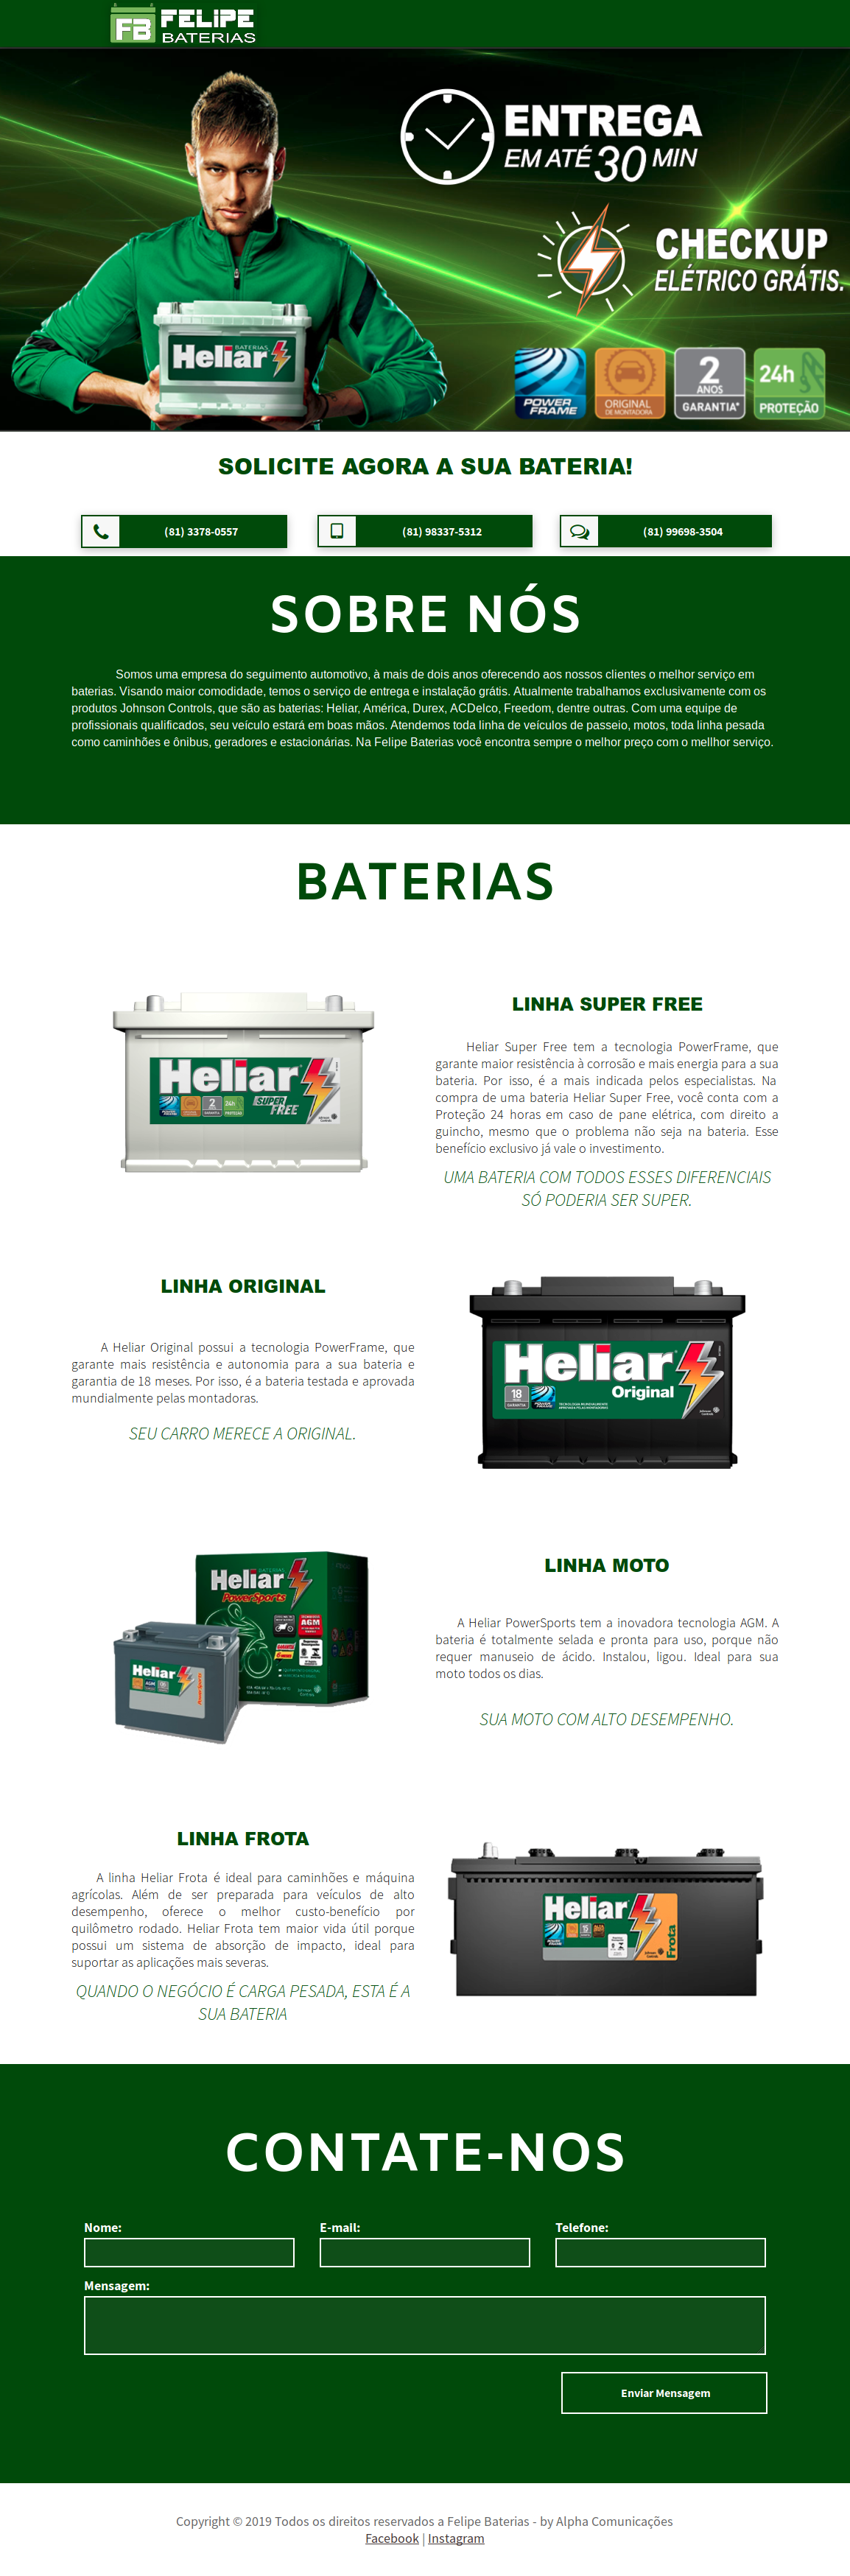 FB FELIPE
BATERIAS
ENTREGA
EM ATÉ 30 MIN
CHECKUP
ELÉTRICO GRÁTIS.
BATERIAS
Heliar
POWER
FRAME
ORIGINAL
DE MONTADORA
2
ANOS
GARANTIA*
24h
PROTEÇÃO
SOLICITE AGORA A SUA BATERIA!
(81) 3378-0557
(81) 98337-5312
(81) 99698-3504
SOBRE NÓS
Somos uma empresa do seguimento automotivo, à mais de dois anos oferecendo aos nossos clientes o melhor serviço em
baterias. Visando maior comodidade, temos o serviço de entrega e instalação grátis. Atualmente trabalhamos exclusivamente com os
produtos Johnson Controls, que são as baterias: Heliar, América, Durex, ACDelco, Freedom, dentre outras. Com uma equipe de
profissionais qualificados, seu veículo estará em boas mãos. Atendemos toda linha de veículos de passeio, motos, toda linha pesada
como caminhões e ônibus, geradores e estacionárias. Na Felipe Baterias você encontra sempre o melhor preço com o mellhor serviço.
BATERIAS
Heliar
SUPER
FREE
2
24h
LINHA SUPER FREE
Heliar Super Free tem a tecnologia PowerFrame, que
garante maior resistência à corrosão e mais energia para a sua
bateria. Por isso, é a mais indicada pelos especialistas. Na
compra de uma bateria Heliar Super Free, você conta com a
Proteção 24 horas em caso de pane elétrica, com direito a
guincho, mesmo que o problema não seja na bateria. Esse
benefício exclusivo já vale o investimento.
UMA BATERIA COM TODOS ESSES DIFERENCIAIS
SÓ PODERIA SER SUPER.
LINHA ORIGINAL
A Heliar Original possui a tecnologia PowerFrame, que
garante mais resistência e autonomia para a sua bateria e
garantia de 18 meses. Por isso, é a bateria testada e aprovada
mundialmente pelas montadoras.
SEU CARRO MERECE A ORIGINAL.
Heliar
Original
18
Heliar
PowerSports
AGM
Heliar
PowerSports
LINHA MOTO
A Heliar PowerSports tem a inovadora tecnologia AGM. A
bateria é totalmente selada e pronta para uso, porque não
requer manuseio de ácido. Instalou, ligou. Ideal para sua
moto todos os dias.
SUA MOTO COM ALTO DESEMPENHO.
LINHA FROTA
A linha Heliar Frota é ideal para caminhões e máquina
agrícolas. Além de ser preparada para veículos de alto
desempenho, oferece o melhor custo-benefício por
quilômetro rodado. Heliar Frota tem maior vida útil porque
possui um sistema de absorção de impacto, ideal para
suportar as aplicações mais severas.
QUANDO O NEGÓCIO É CARGA PESADA, ESTA É A
SUA BATERIA
Heliar
Frota
CONTATE-NOS
Nome:
E-mail:
Telefone:
Mensagem:
Enviar Mensagem
Copyright © 2019 Todos os direitos reservados a Felipe Baterias - by Alpha Comunicações
Facebook | Instagram